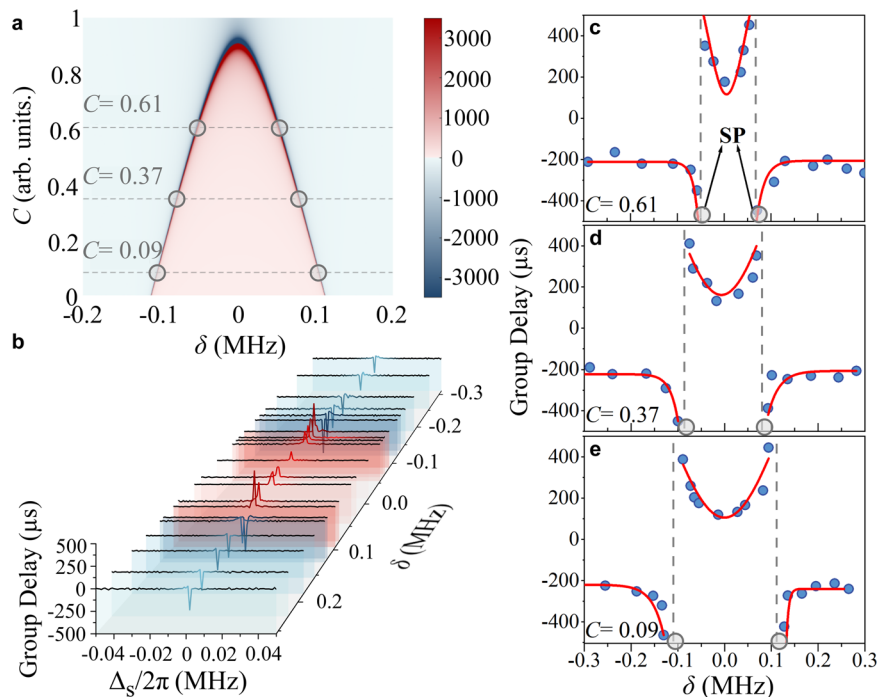 a
C (arb. units.)
1
0.8
0.6
0.4
0.2
0
C= 0.61
C= 0.37
C= 0.09
-0.2
-0.1
0
0.1
0.2
δ (MHz)
3000
2000
1000
0
-1000
-2000
-3000
b
Group Delay (μs)
500
250
0
-250
-500
-0.04
-0.02
0.00
0.02
0.04
Δs/2π (MHz)
-0.3
-0.2
-0.1
0.0
0.1
0.2
δ (MHz)
Group Delay (μs)
c
400
200
0
-200
-400
SP
C= 0.61
d
400
200
0
-200
-400
C= 0.37
e
400
200
0
-200
-400
C= 0.09
-0.3
-0.2
-0.1
0.0
0.1
0.2
0.3
δ (MHz)